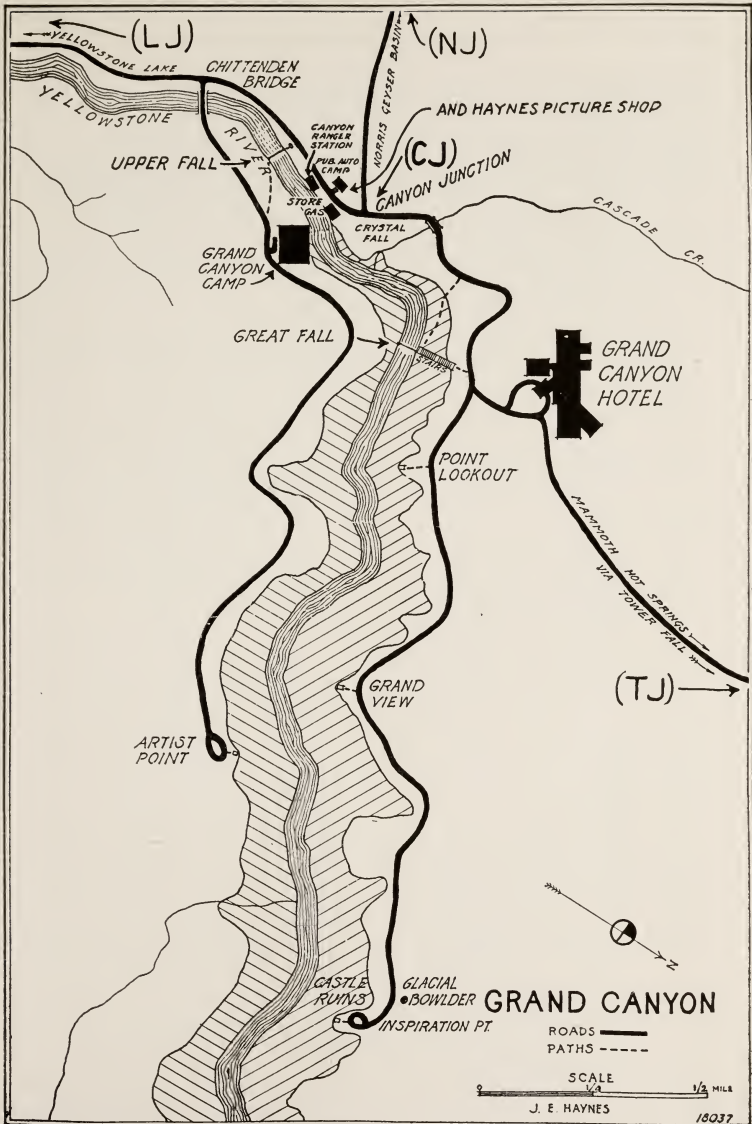 (LJ)
YELLOWSTONE LAKE
(NJ)
NORRIS GEYSER BASIN
CHITTENDEN
BRIDGE
YELLOWSTONE
RIVER
AND HAYNES PICTURE SHOP
CANYON
RANGER
STATION
PUB. AUTO
CAMP
(CJ)
CANYON JUNCTION
UPPER FALL
STORE
GAS
CRYSTAL
FALL
CASCADE
CR.
GRAND
CANYON
CAMP
GREAT FALL
STAIRS
GRAND
CANYON
HOTEL
POINT
LOOKOUT
MAMMOTH HOT SPRINGS
VIA TOWER FALL
(TJ)
GRAND
VIEW
ARTIST
POINT
N
CASTLE
RUINS
GLACIAL
BOWLDER
INSPIRATION PT.
GRAND CANYON
ROADS
PATHS
SCALE
0 1/4 1/2 MILE
J. E. HAYNES
18037